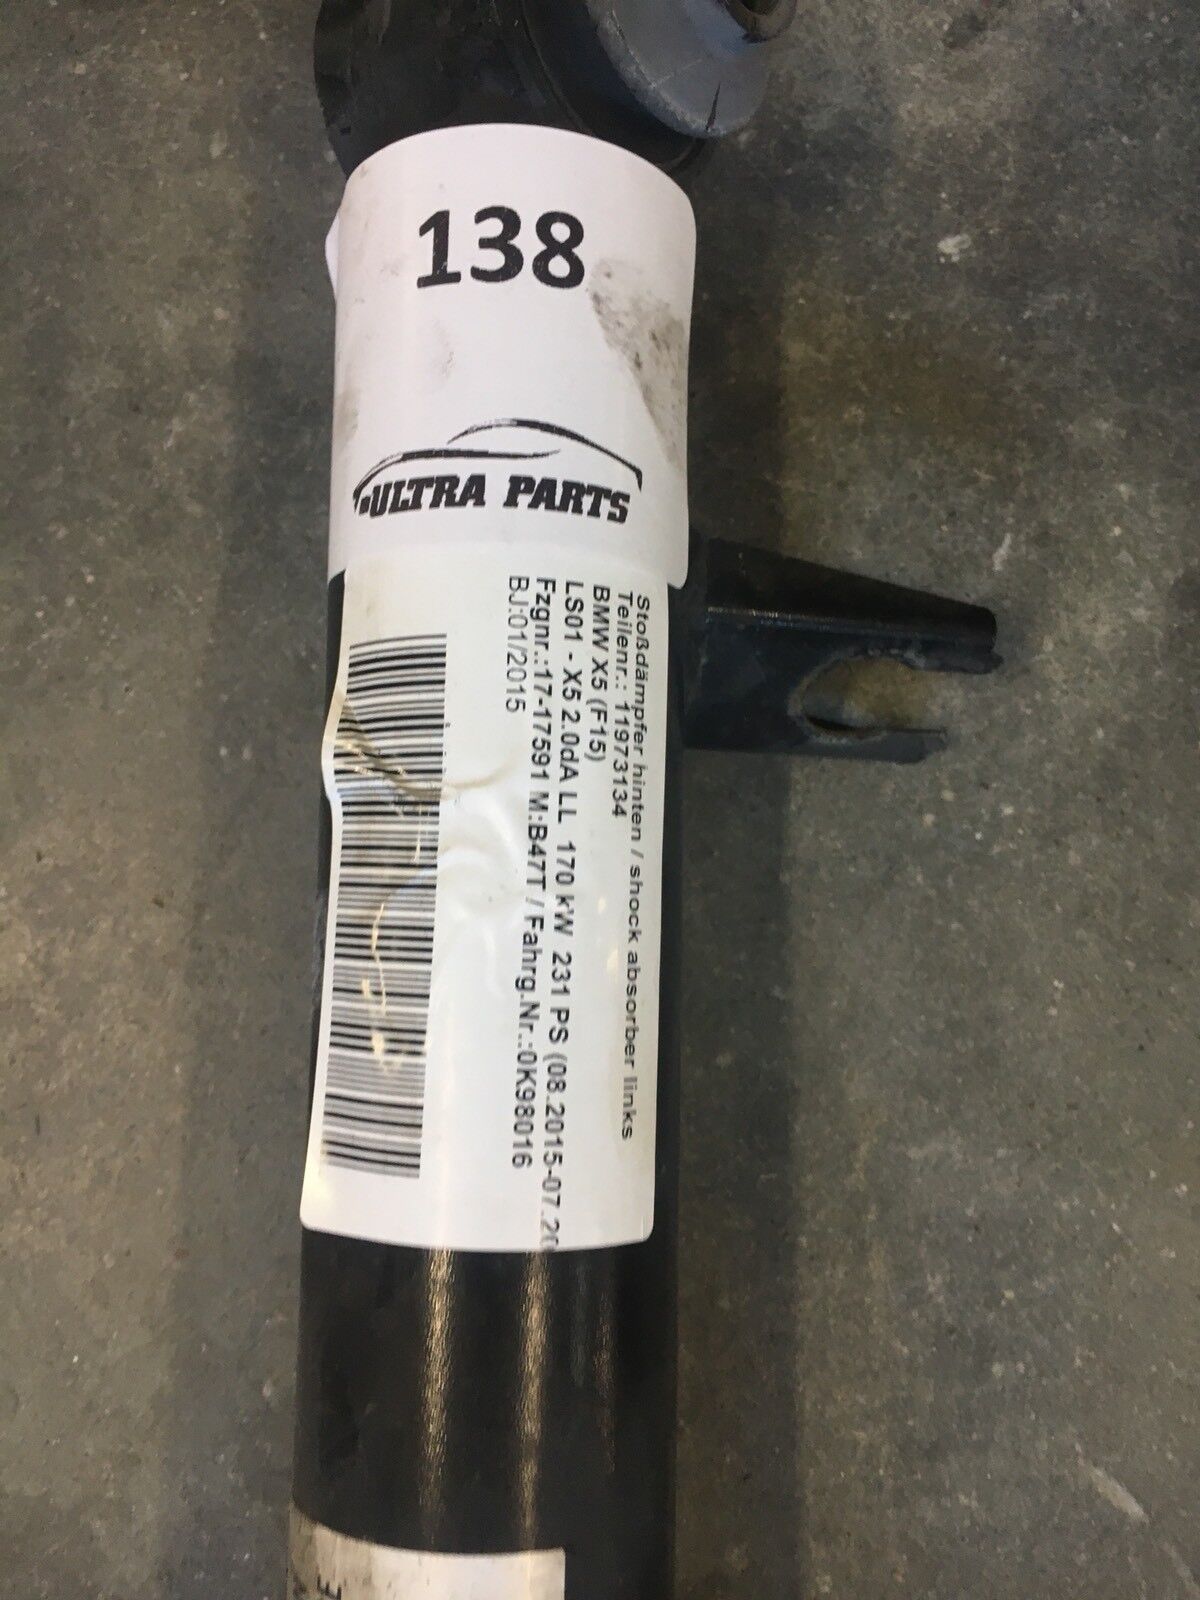 138
ULTRA PARTS
Stoßdämpfer hinten / shock absorber links
Teilenr.: 11973134
BMW X5 (F15)
LS01 - X5 2.0dA LL 170 kW 231 PS (08.2015-07.20
Fzgnr.:17-17591 M:B47T / Fahrg.Nr.:0K98016
BJ:01/2015